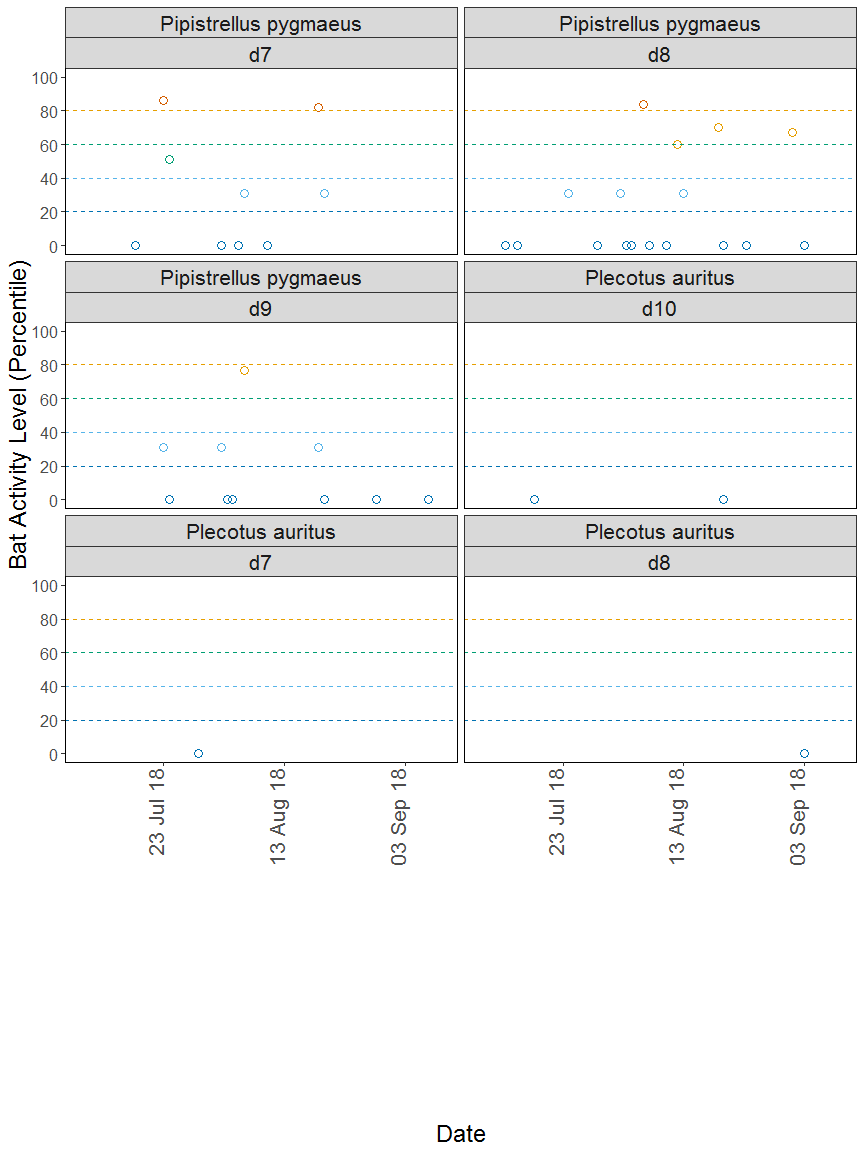 Pipistrellus pygmaeus
Pipistrellus pygmaeus
d7
d8
100
80
60
40
20
0
Pipistrellus pygmaeus
Plecotus auritus
d9
d10
100
80
60
40
20
0
Plecotus auritus
Plecotus auritus
d7
d8
100
80
60
40
20
0
23 Jul 18
13 Aug 18
03 Sep 18
23 Jul 18
13 Aug 18
03 Sep 18
Bat Activity Level (Percentile)
Date